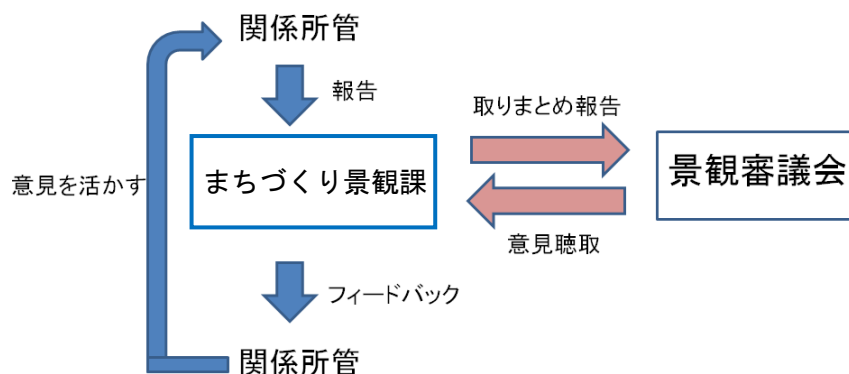 関係所管
報告
取りまとめ報告
まちづくり景観課
景観審議会
意見を活かす
意見聴取
フィードバック
関係所管